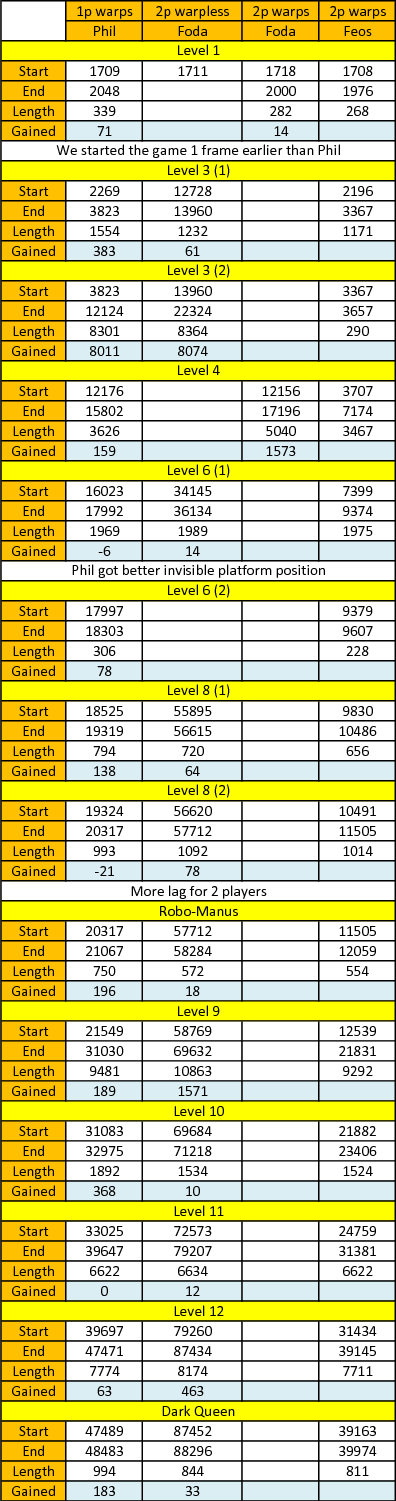 1p warps 2p warpless 2p warps 2p warps
Phil Foda Foda Feos
Level 1
Start 1709 1711 1718 1708
End 2048 2000 1976
Length 339 282 268
Gained 71 14
We started the game 1 frame earlier than Phil
Level 3 (1)
Start 2269 12728 2196
End 3823 13960 3367
Length 1554 1232 1171
Gained 383 61
Level 3 (2)
Start 3823 13960 3367
End 12124 22324 3657
Length 8301 8364 290
Gained 8011 8074
Level 4
Start 12176 12156 3707
End 15802 17196 7174
Length 3626 5040 3467
Gained 159 1573
Level 6 (1)
Start 16023 34145 7399
End 17992 36134 9374
Length 1969 1989 1975
Gained -6 14
Phil got better invisible platform position
Level 6 (2)
Start 17997 9379
End 18303 9607
Length 306 228
Gained 78
Level 8 (1)
Start 18525 55895 9830
End 19319 56615 10486
Length 794 720 656
Gained 138 64
Level 8 (2)
Start 19324 56620 10491
End 20317 57712 11505
Length 993 1092 1014
Gained -21 78
More lag for 2 players
Robo-Manus
Start 20317 57712 11505
End 21067 58284 12059
Length 750 572 554
Gained 196 18
Level 9
Start 21549 58769 12539
End 31030 69632 21831
Length 9481 10863 9292
Gained 189 1571
Level 10
Start 31083 69684 21882
End 32975 71218 23406
Length 1892 1534 1524
Gained 368 10
Level 11
Start 33025 72573 24759
End 39647 79207 31381
Length 6622 6634 6622
Gained 0 12
Level 12
Start 39697 79260 31434
End 47471 87434 39145
Length 7774 8174 7711
Gained 63 463
Dark Queen
Start 47489 87452 39163
End 48483 88296 39974
Length 994 844 811
Gained 183 33